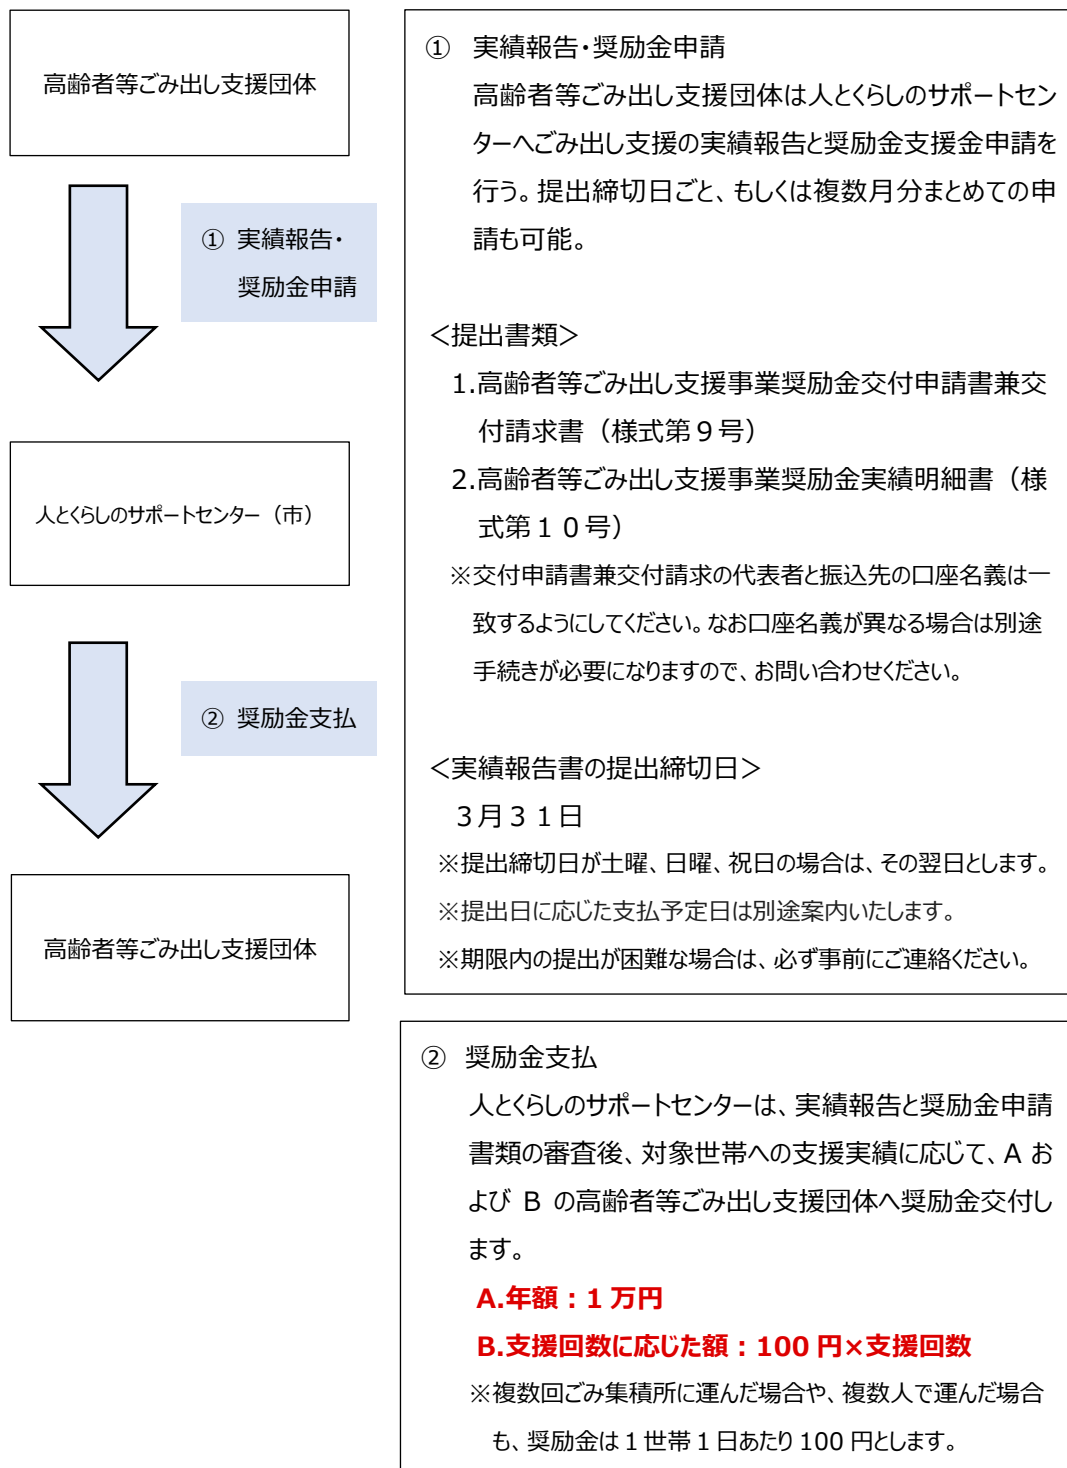 高齢者等ごみ出し支援団体
① 実績報告・
奨励金申請
人とくらしのサポートセンター（市）
② 奨励金支払
高齢者等ごみ出し支援団体
① 実績報告・奨励金申請
高齢者等ごみ出し支援団体は人とくらしのサポートセン
ターへごみ出し支援の実績報告と奨励金支援金申請を
行う。提出締切日ごと、もしくは複数月分まとめての申
請も可能。
＜提出書類＞
1.高齢者等ごみ出し支援事業奨励金交付申請書兼交
付請求書（様式第９号）
2.高齢者等ごみ出し支援事業奨励金実績明細書（様
式第１０号）
※交付申請書兼交付請求の代表者と振込先の口座名義は一
致するようにしてください。なお口座名義が異なる場合は別途
手続きが必要になりますので、お問い合わせください。
＜実績報告書の提出締切日＞
３月３１日
※提出締切日が土曜、日曜、祝日の場合は、その翌日とします。
※提出日に応じた支払予定日は別途案内いたします。
※期限内の提出が困難な場合は、必ず事前にご連絡ください。
② 奨励金支払
人とくらしのサポートセンターは、実績報告と奨励金申請
書類の審査後、対象世帯への支援実績に応じて、A お
よび B の高齢者等ごみ出し支援団体へ奨励金交付し
ます。
A.年額：1 万円
B.支援回数に応じた額：100 円×支援回数
※複数回ごみ集積所に運んだ場合や、複数人で運んだ場合
も、奨励金は 1 世帯 1 日あたり 100 円とします。